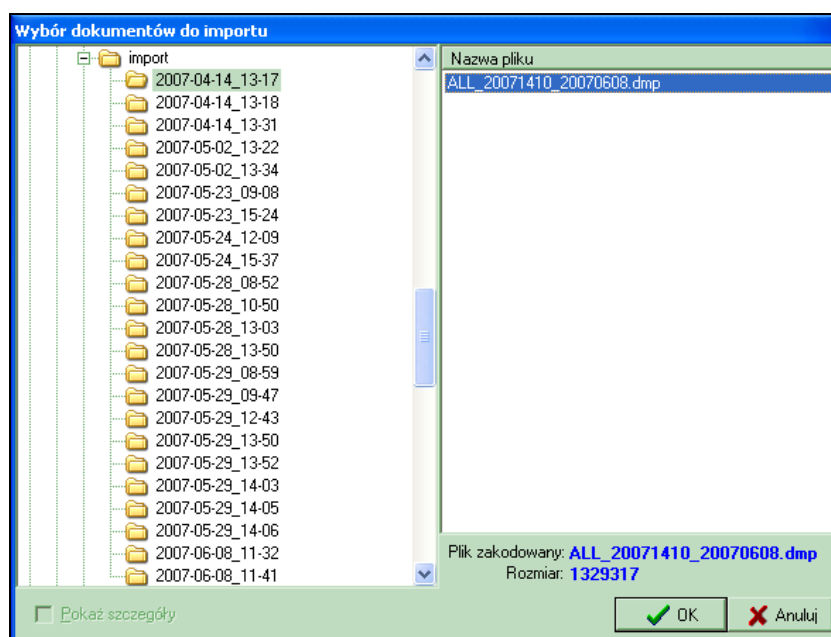 Wybór dokumentów do importu
import
2007-04-14_13-17
2007-04-14_13-18
2007-04-14_13-31
2007-05-02_13-22
2007-05-02_13-34
2007-05-23_09-08
2007-05-23_15-24
2007-05-24_12-09
2007-05-24_15-37
2007-05-28_08-52
2007-05-28_10-50
2007-05-28_13-03
2007-05-28_13-50
2007-05-29_08-59
2007-05-29_09-47
2007-05-29_12-43
2007-05-29_13-50
2007-05-29_13-52
2007-05-29_14-03
2007-05-29_14-05
2007-05-29_14-06
2007-06-08_11-32
2007-06-08_11-41
Nazwa pliku
ALL_20071410_20070608.dmp
Plik zakodowany: ALL_20071410_20070608.dmp
Rozmiar: 1329317
Pokaż szczegóły
OK
Anuluj